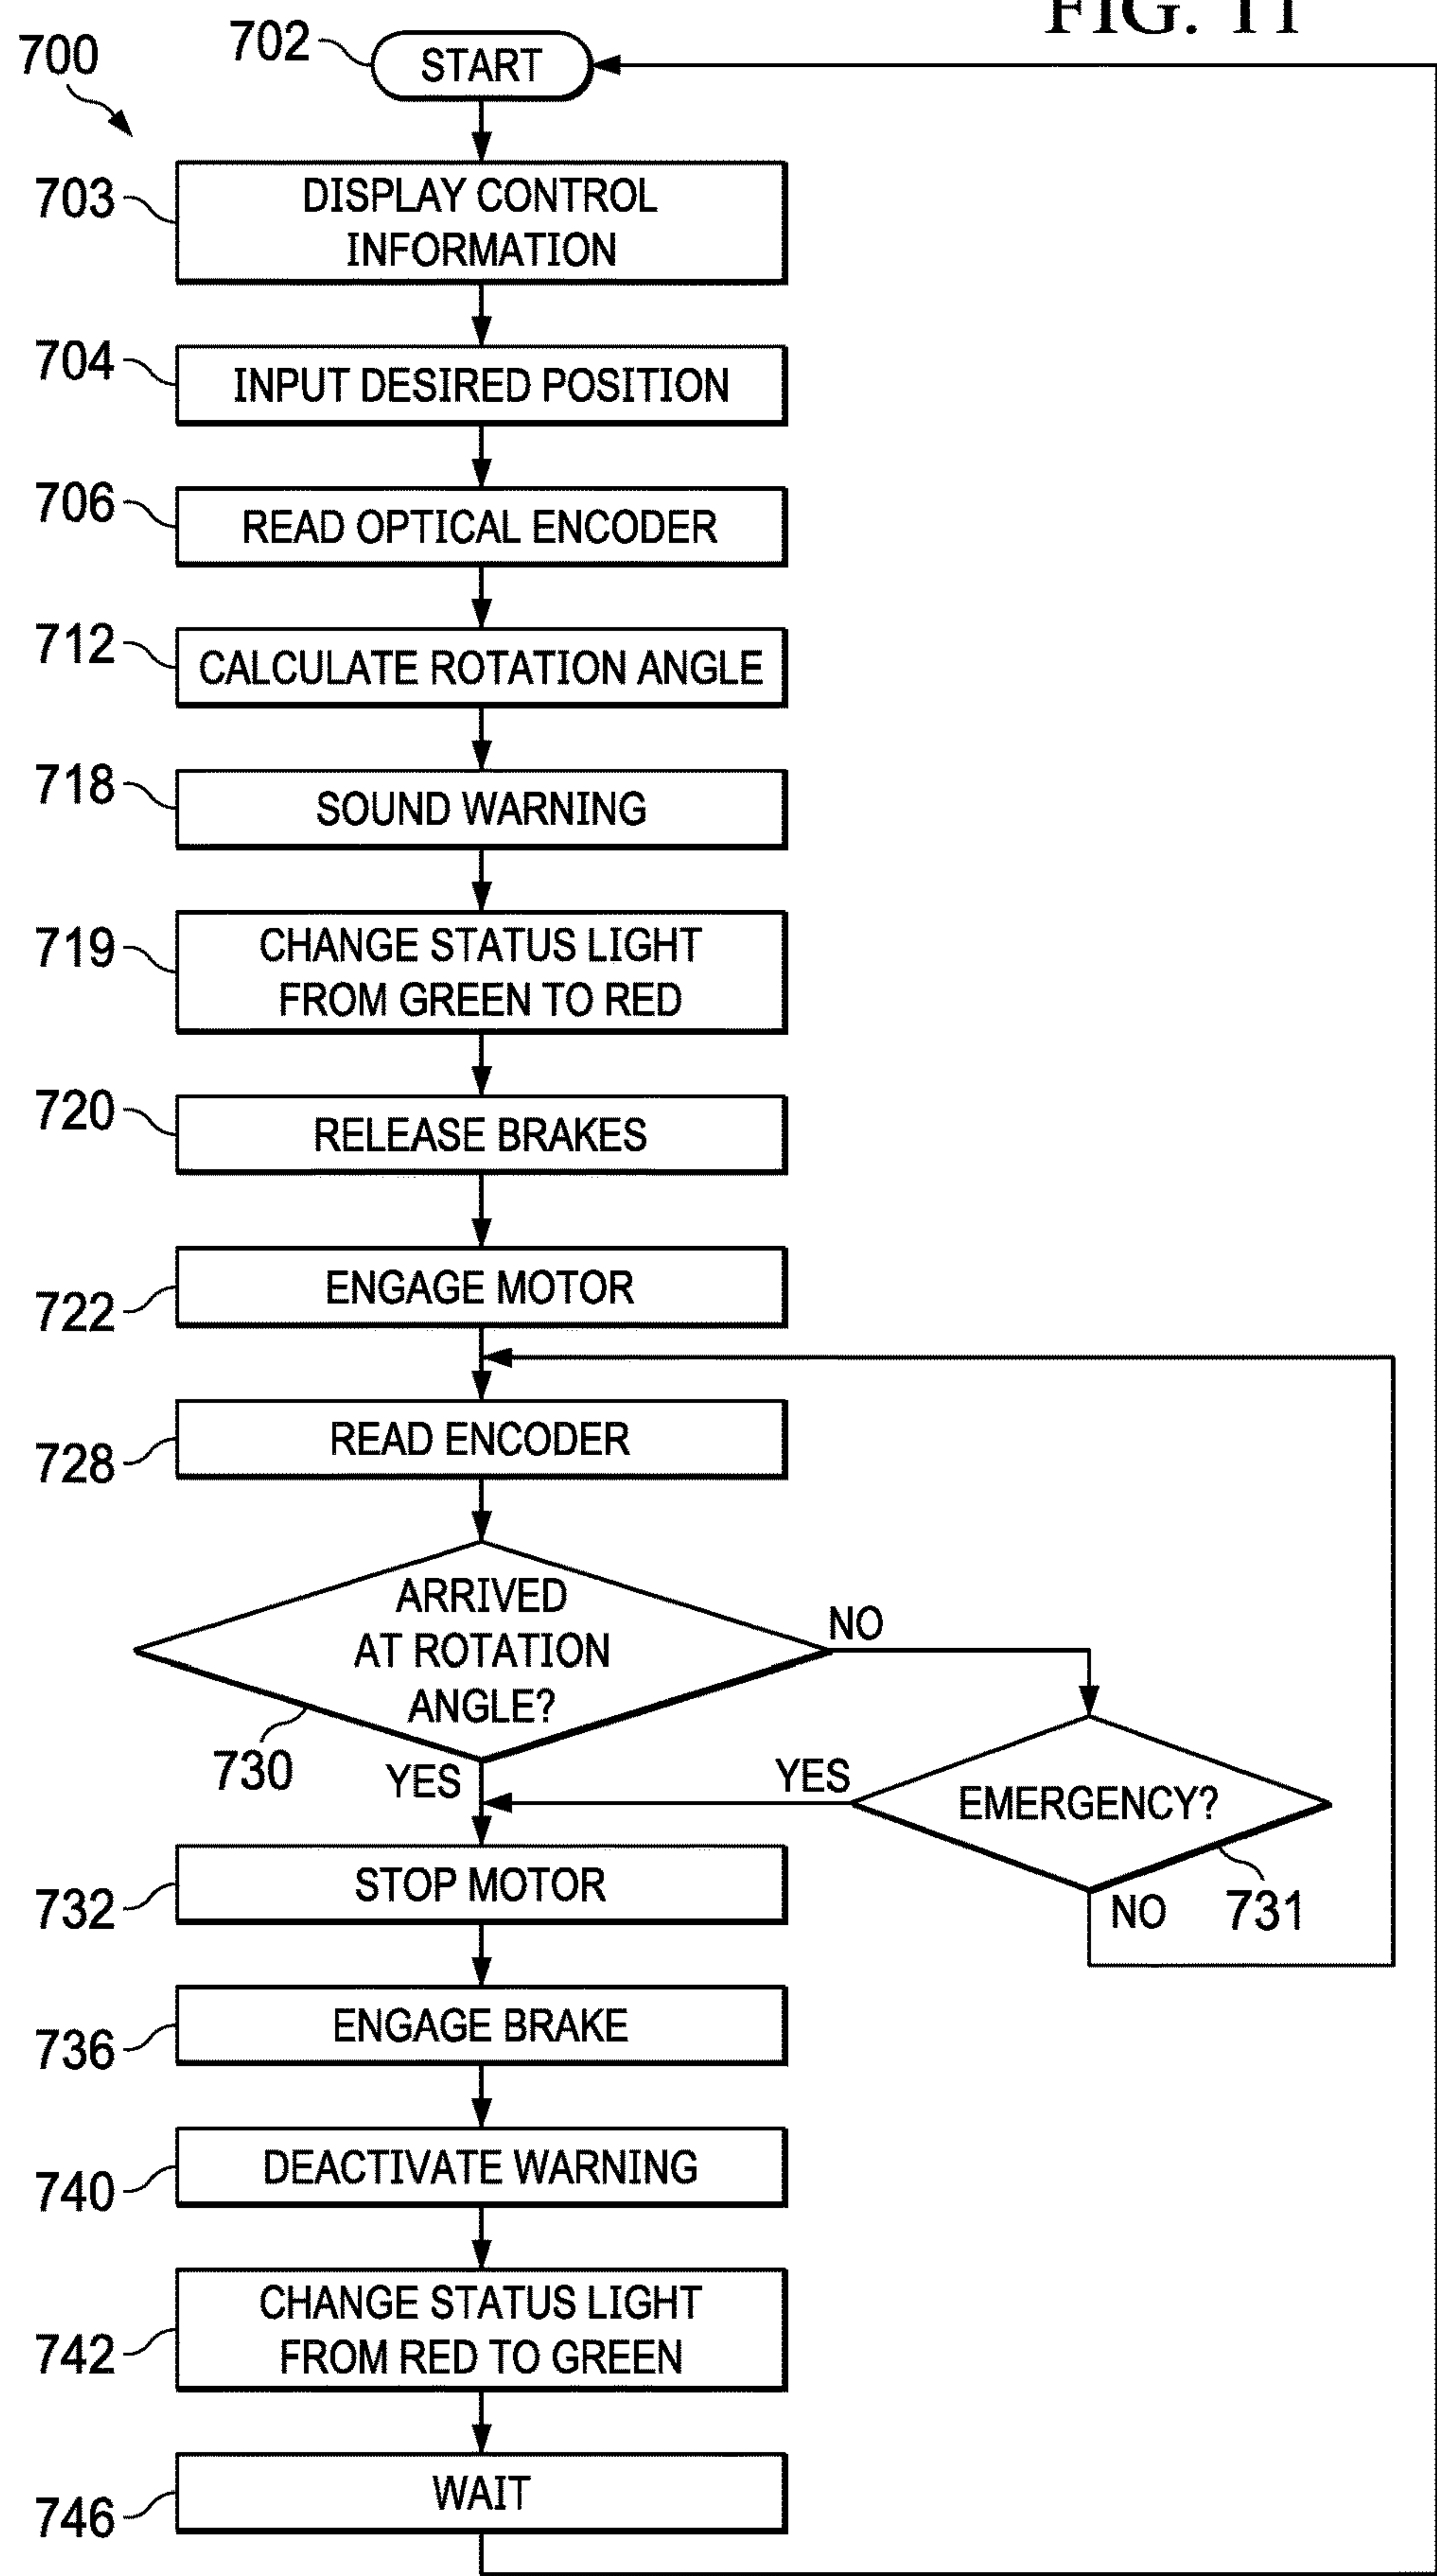 FIG. 11
700
702
START
703
DISPLAY CONTROL
INFORMATION
704
INPUT DESIRED POSITION
706
READ OPTICAL ENCODER
712
CALCULATE ROTATION ANGLE
718
SOUND WARNING
719
CHANGE STATUS LIGHT
FROM GREEN TO RED
720
RELEASE BRAKES
722
ENGAGE MOTOR
728
READ ENCODER
ARRIVED
AT ROTATION
ANGLE?
NO
730
YES
YES
EMERGENCY?
731
NO
732
STOP MOTOR
736
ENGAGE BRAKE
740
DEACTIVATE WARNING
742
CHANGE STATUS LIGHT
FROM RED TO GREEN
746
WAIT